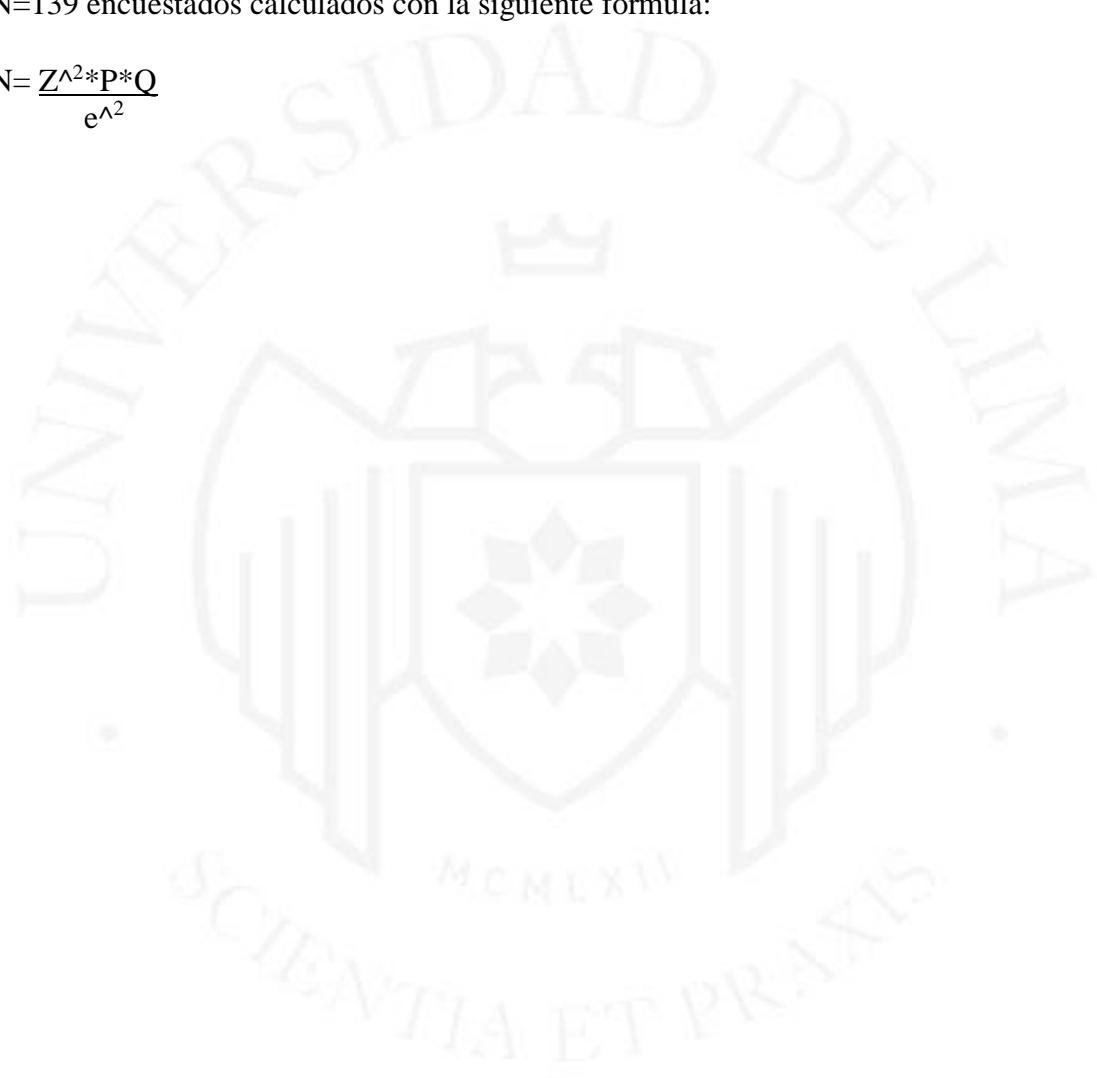 N=139 encuestados calculados con la siguiente fórmula:
N= Z^2*P*Q
e^2
UNIVERSIDAD DE LIMA
MCMLXII
SCIENTIA ET PRAXIS